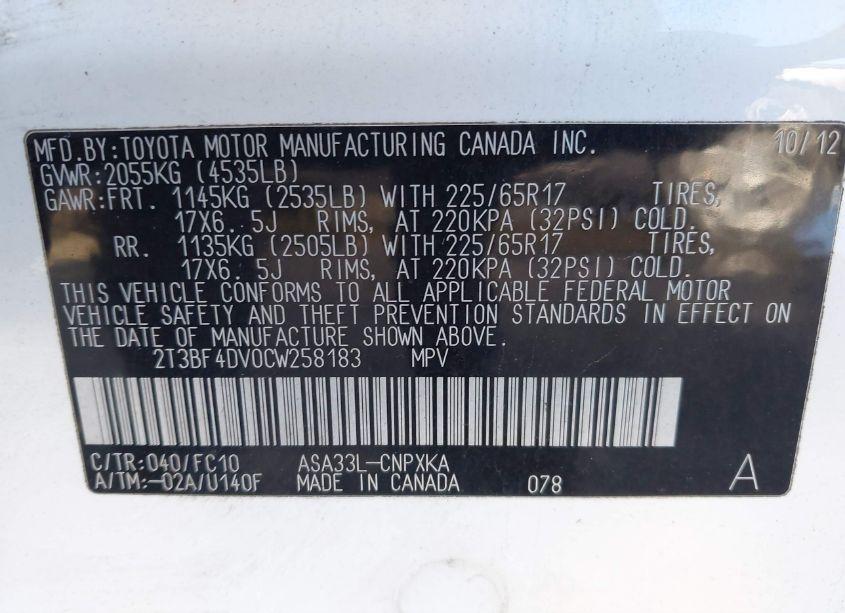 MFD.BY:TOYOTA MOTOR MANUFACTURING CANADA INC. 10/12
GVWR:2055KG (4535LB)
GAWR:FRT. 1145KG (2535LB) WITH 225/65R17 TIRES,
17X6. 5J RIMS, AT 220KPA (32PSI) COLD.
RR. 1135KG (2505LB) WITH 225/65R17 TIRES,
17X6. 5J RIMS, AT 220KPA (32PSI) COLD.
THIS VEHICLE CONFORMS TO ALL APPLICABLE FEDERAL MOTOR
VEHICLE SAFETY AND THEFT PREVENTION STANDARDS IN EFFECT ON
THE DATE OF MANUFACTURE SHOWN ABOVE.
2T3BF4DV0CW258183 MPV
C/TR:040/FC10 ASA33L-CNPXKA
A/TM:-02A/U140F MADE IN CANADA 078 A